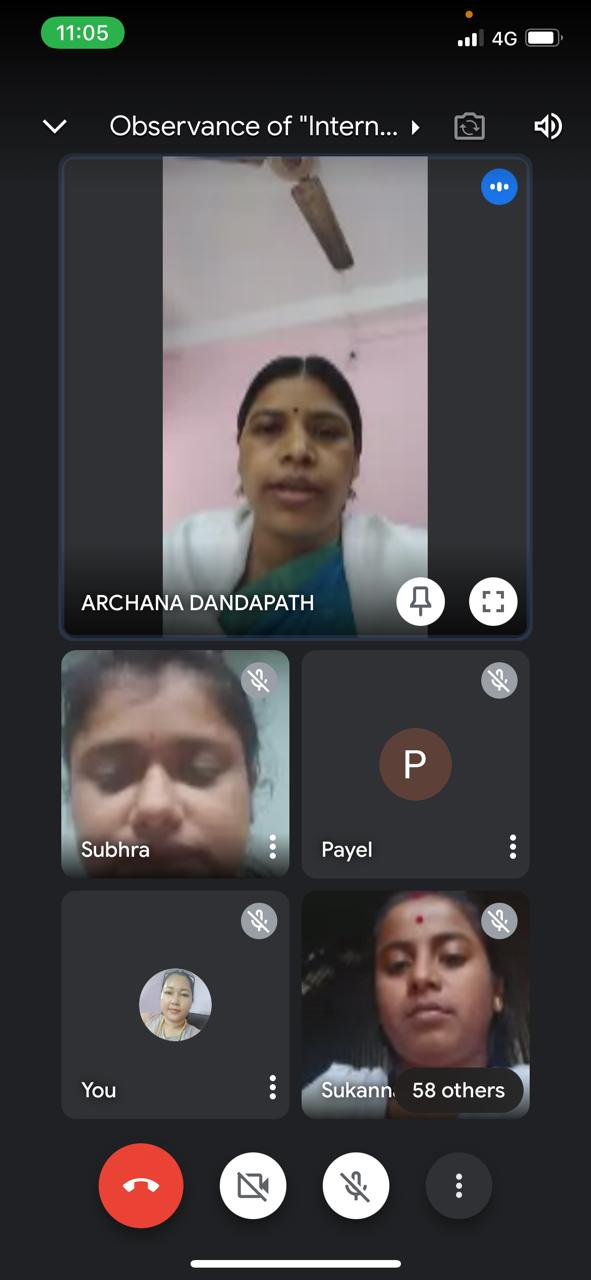 11:05
4G
Observance of "Intern...
ARCHANA DANDAPATH
Subhra
P
Payel
You
Sukann
58 others